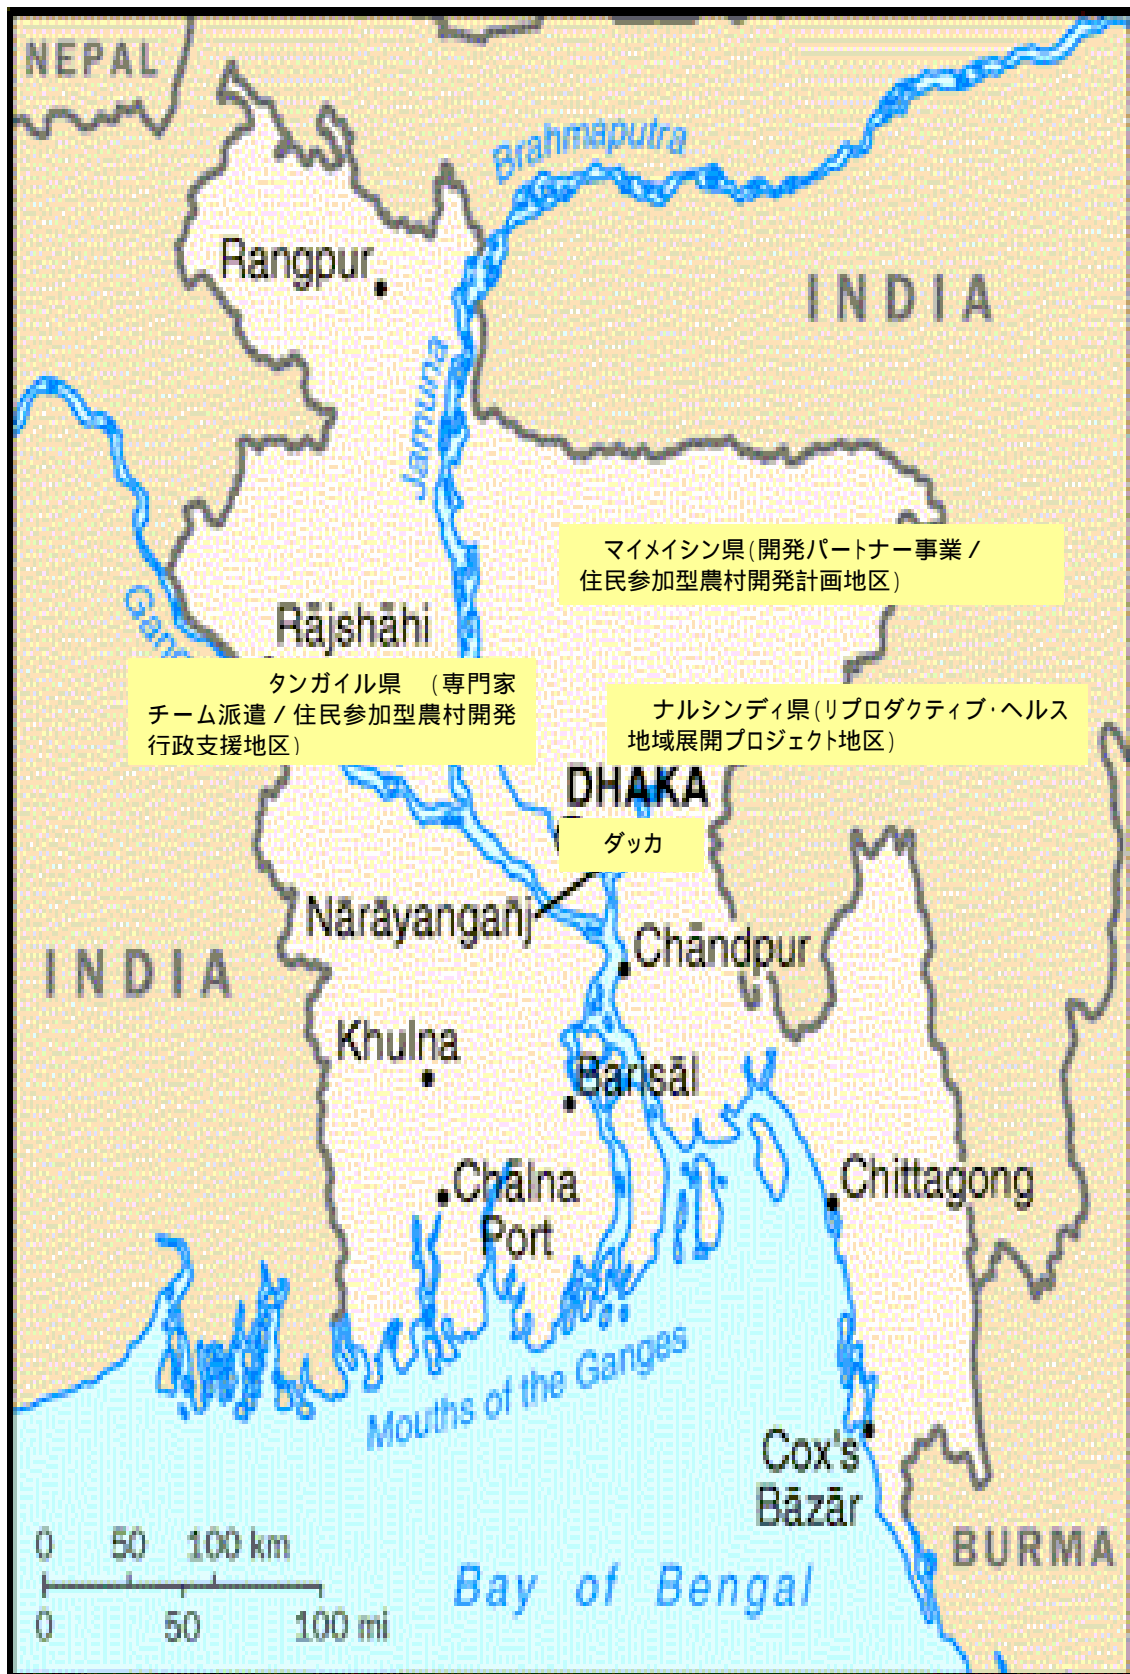 NEPAL
Brahmaputra
Rangpur
INDIA
Jamuna
マイメイシン県(開発パートナー事業/
住民参加型農村開発計画地区)
Rājshāhi
タンガイル県 (専門家
チーム派遣/住民参加型農村開発
行政支援地区)
ナルシンディ県(リプロダクティブ・ヘルス
地域展開プロジェクト地区)
DHAKA
ダッカ
Nārāyangañj
Chāndpur
INDIA
Khulna
Barisāl
Chālna
Port
Chittagong
Mouths of the Ganges
Cox's
Bāzār
BURMA
Bay of Bengal
0 50 100 km
0 50 100 mi